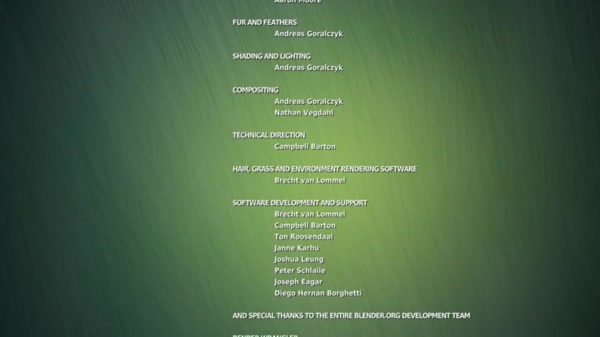 Aaron Moore
FUR AND FEATHERS
Andreas Goralczyk
SHADING AND LIGHTING
Andreas Goralczyk
COMPOSITING
Andreas Goralczyk
Nathan Vegdahl
TECHNICAL DIRECTION
Campbell Barton
HAIR, GRASS AND ENVIRONMENT RENDERING SOFTWARE
Brecht van Lommel
SOFTWARE DEVELOPMENT AND SUPPORT
Brecht van Lommel
Campbell Barton
Ton Roosendaal
Janne Karhu
Joshua Leung
Peter Schlaile
Joseph Eagar
Diego Hernan Borghetti
AND SPECIAL THANKS TO THE ENTIRE BLENDER.ORG DEVELOPMENT TEAM
RENDER WRANGLER